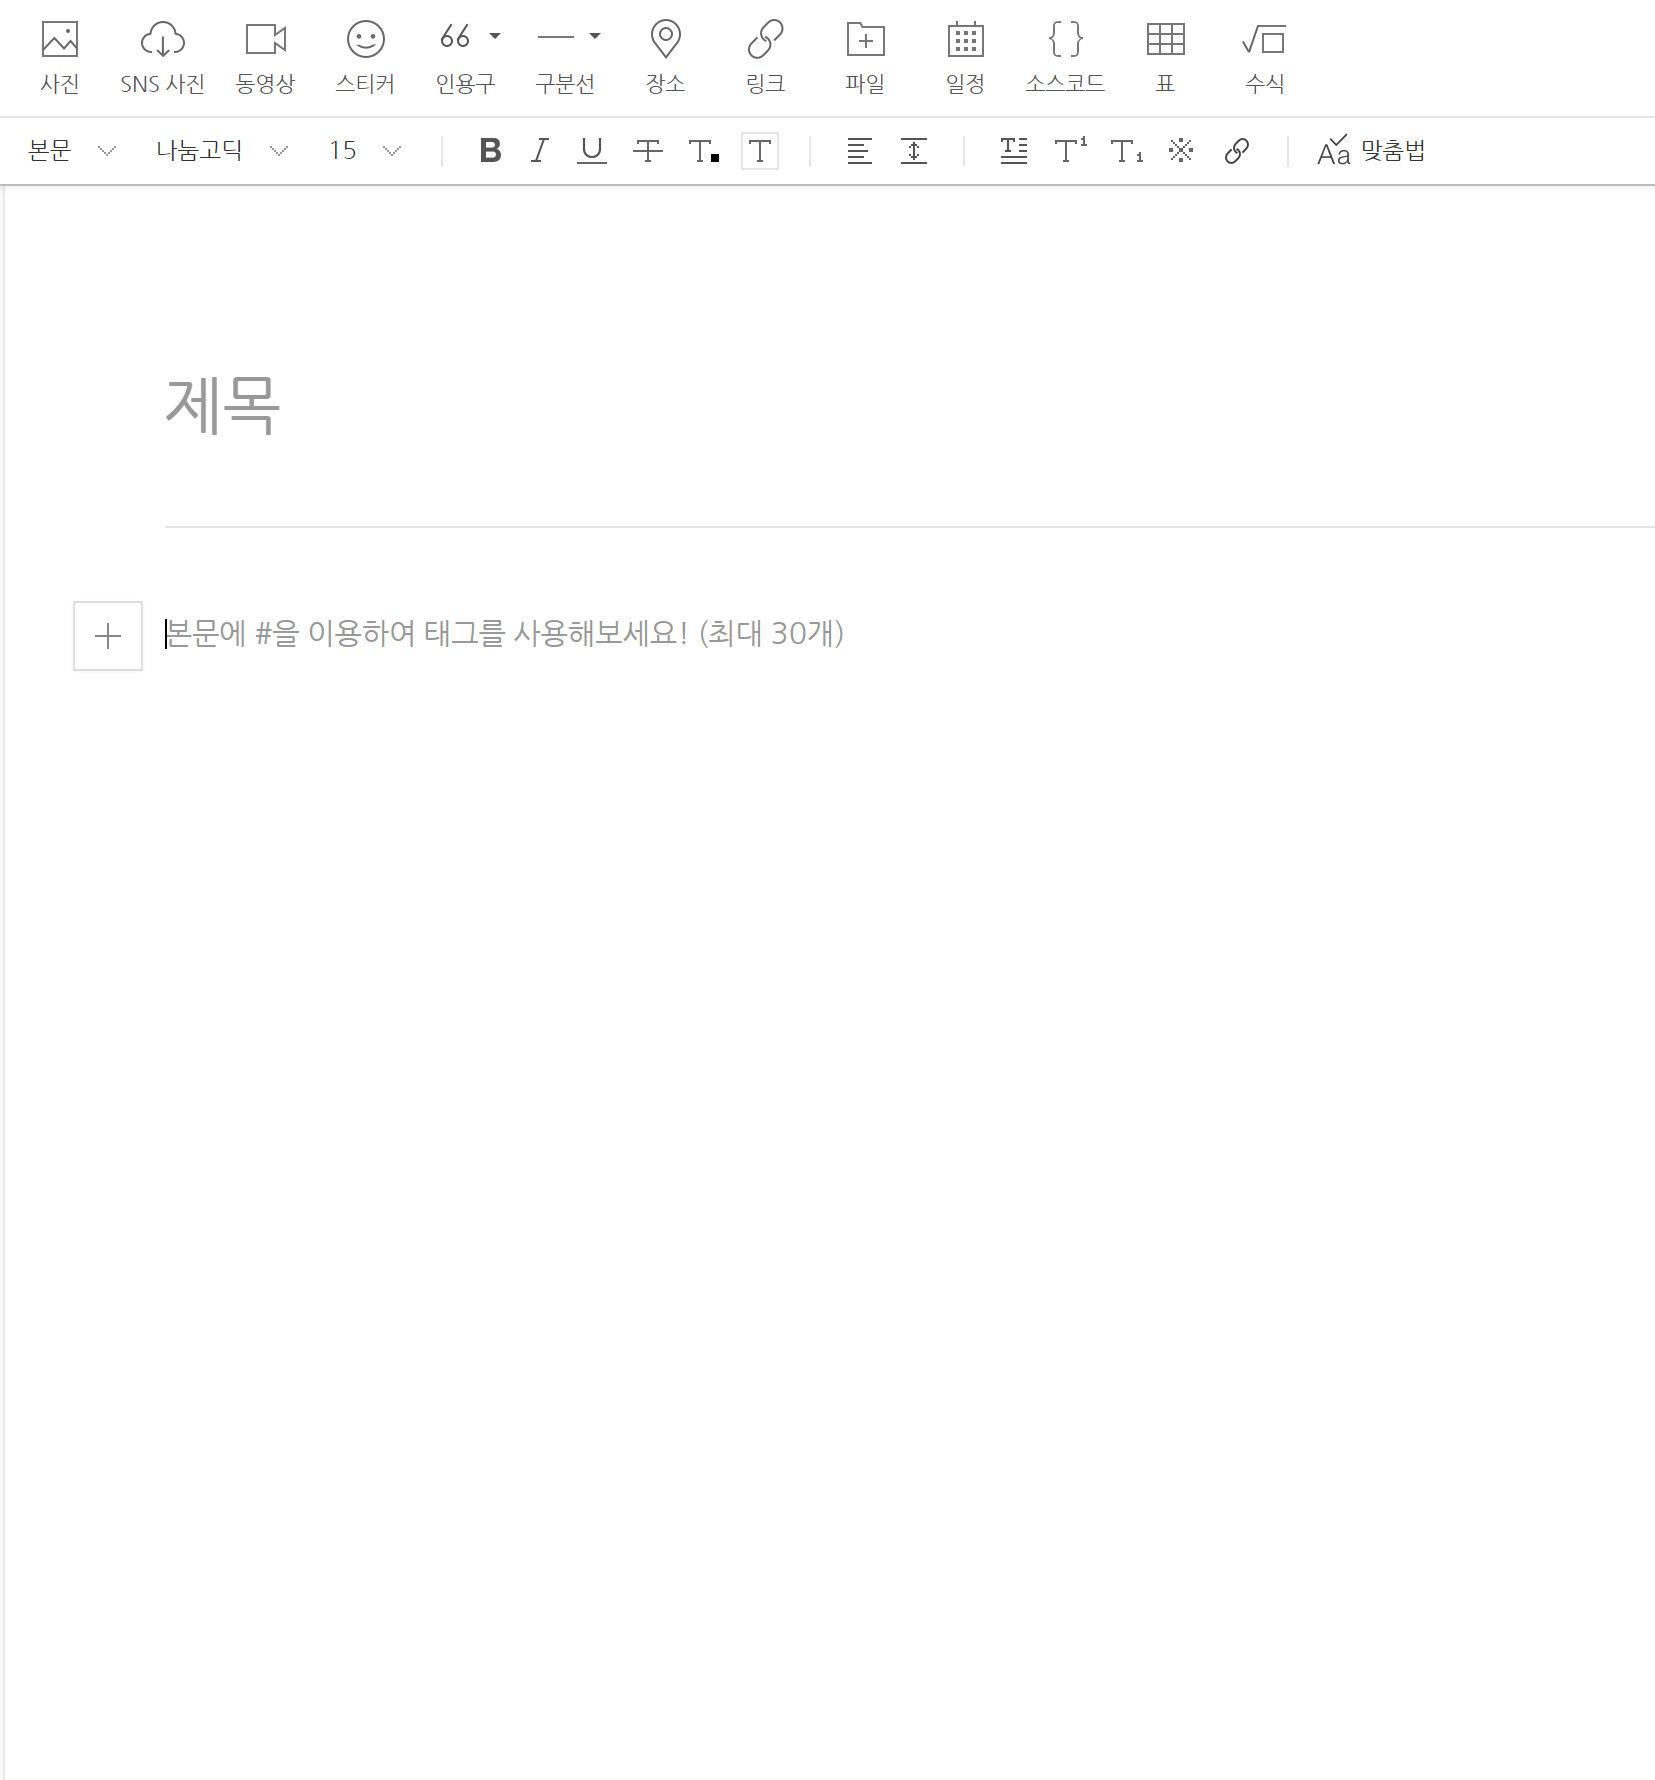 사진 SNS 사진 동영상 스티커 인용구 구분선 장소 링크 파일 일정 소스코드 표 수식
본문 나눔고딕 15 맞춤법
제목
본문에 #을 이용하여 태그를 사용해보세요! (최대 30개)